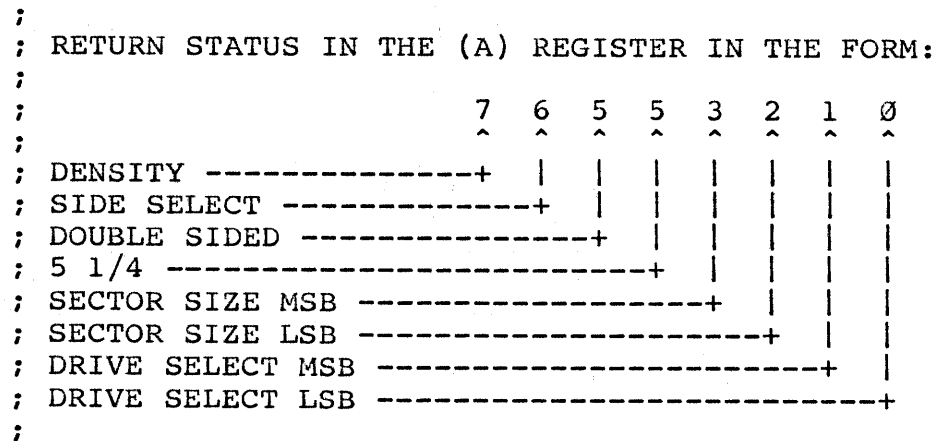 ;
; RETURN STATUS IN THE (A) REGISTER IN THE FORM:
;
;                        7  6  5  5  3  2  1  Ø
;                        ^  ^  ^  ^  ^  ^  ^  ^
; DENSITY --------------+  |  |  |  |  |  |  |
; SIDE SELECT -------------+  |  |  |  |  |  |
; DOUBLE SIDED ---------------+  |  |  |  |  |
; 5 1/4 -------------------------+  |  |  |  |
; SECTOR SIZE MSB ------------------+  |  |  |
; SECTOR SIZE LSB ---------------------+  |  |
; DRIVE SELECT MSB -----------------------+  |
; DRIVE SELECT LSB --------------------------+
;